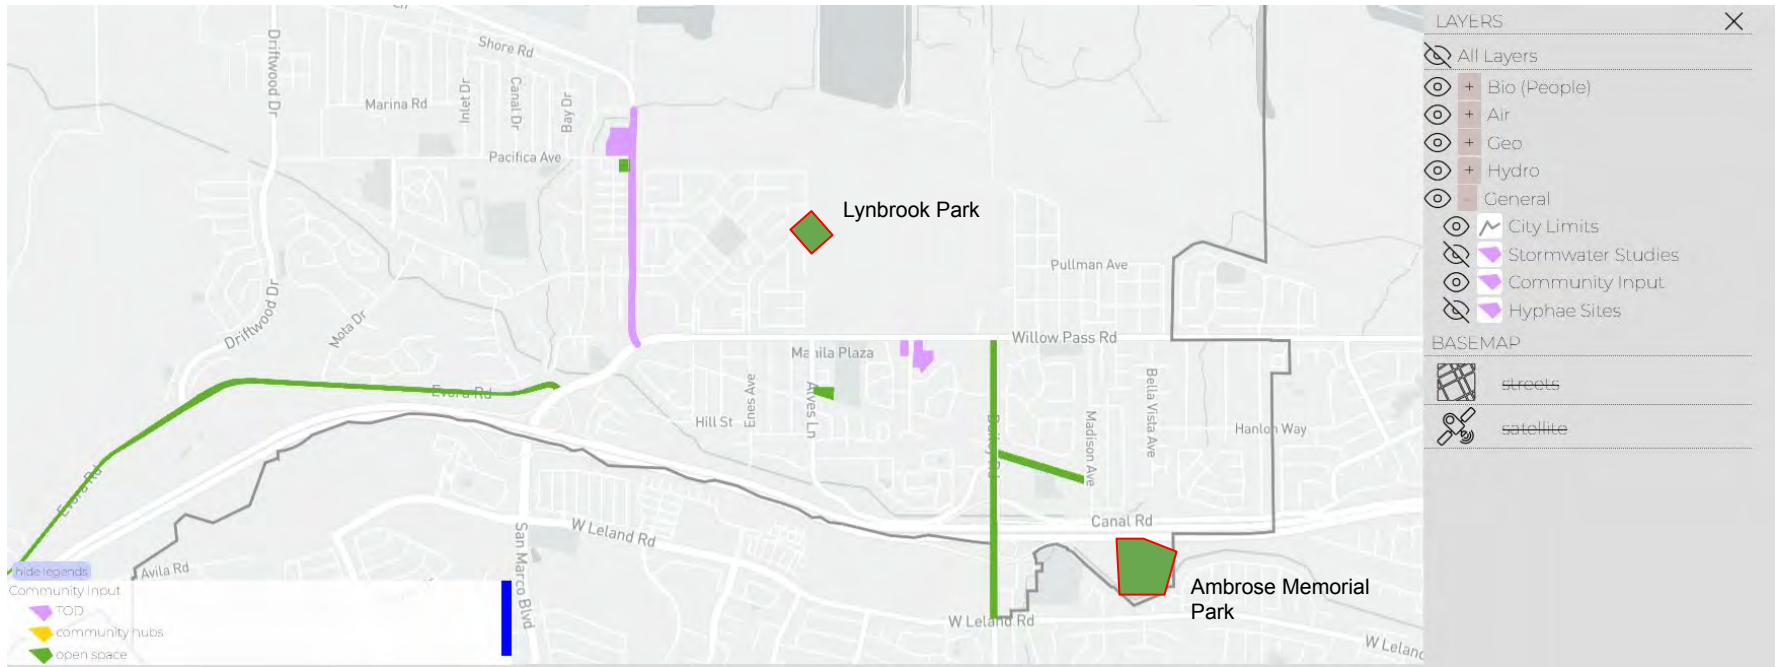 Shore Rd
Driftwood Dr
Marina Rd
Inlet Dr
Canal Dr
Bay Dr
Pacifica Ave
Lynbrook Park
Pullman Ave
Driftwood Dr
Mota Dr
Willow Pass Rd
Manila Plaza
Evora Rd
Hill St
Enes Ave
Alves Ln
Bailey Rd
Madison Ave
Bella Vista Ave
Hanlon Way
Evora Rd
Canal Rd
W Leland Rd
San Marco Blvd
Avila Rd
Ambrose Memorial
Park
W Leland Rd
W Leland
hide legends
Community Input
TOD
community hubs
open space
LAYERS
All Layers
+ Bio (People)
+ Air
+ Geo
+ Hydro
- General
City Limits
Stormwater Studies
Community Input
Hyphae Sites
BASEMAP
streets
satellite